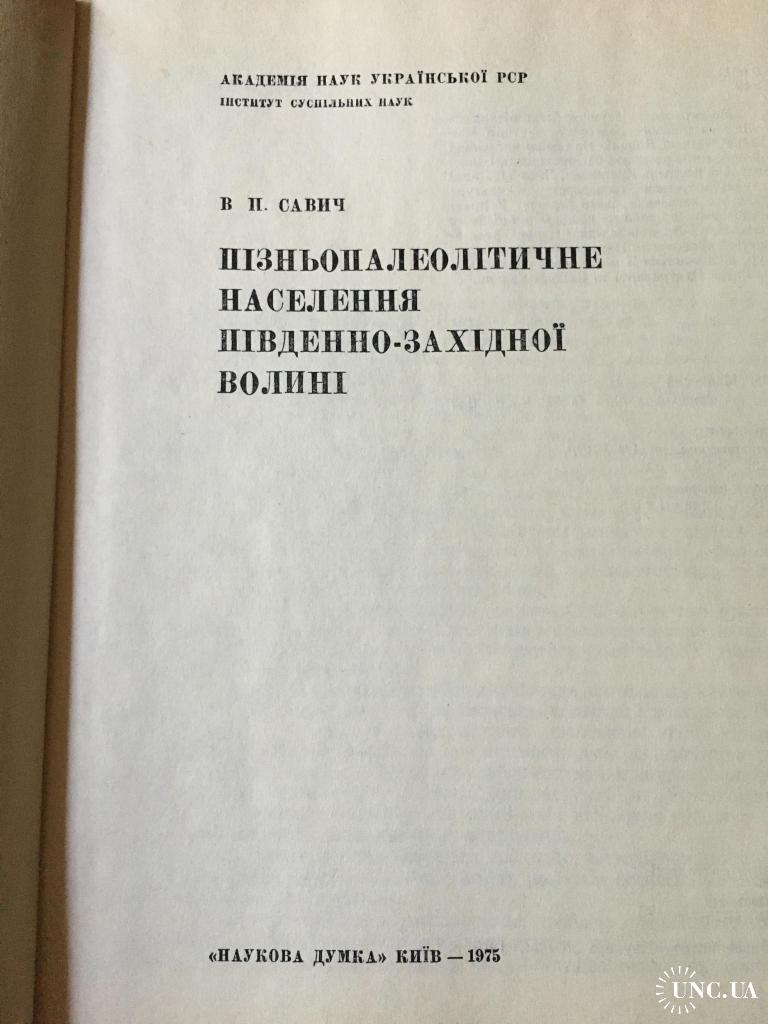 АКАДЕМІЯ НАУК УКРАЇНСЬКОЇ РСР
ІНСТИТУТ СУСПІЛЬНИХ НАУК
В П. САВИЧ
ПІЗНЬОПАЛЕОЛІТИЧНЕ
НАСЕЛЕННЯ
ПІВДЕННО-ЗАХІДНОЇ
ВОЛИНІ
«НАУКОВА ДУМКА» КИЇВ — 1975
UNC.UA